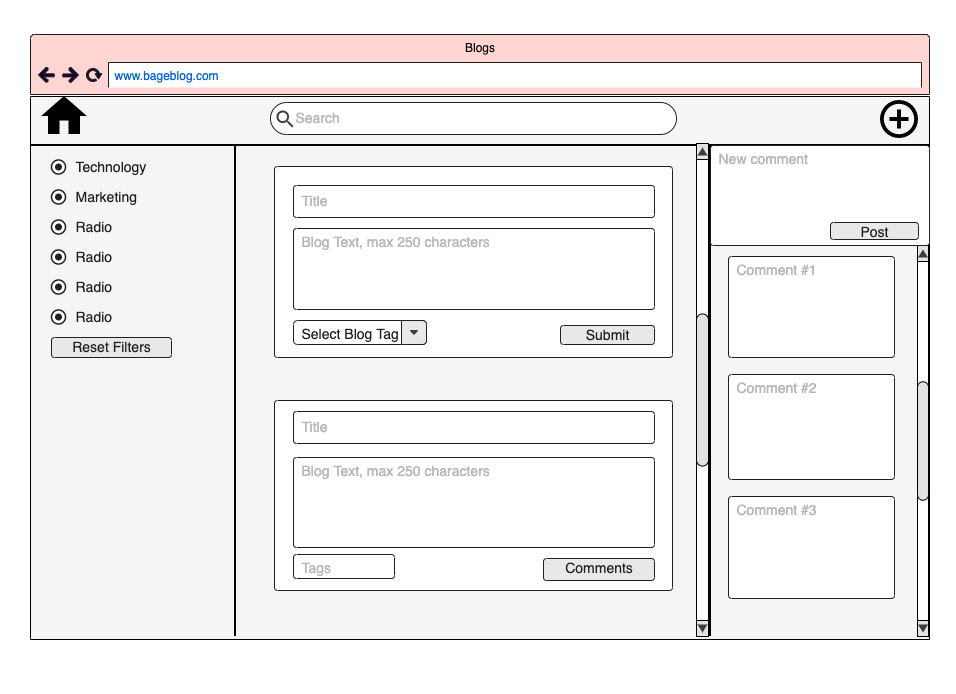 Blogs
www.bageblog.com
Search
Technology
Marketing
Radio
Radio
Radio
Radio
Reset Filters
Title
Blog Text, max 250 characters
Select Blog Tag
Submit
Title
Blog Text, max 250 characters
Tags
Comments
New comment
Post
Comment #1
Comment #2
Comment #3